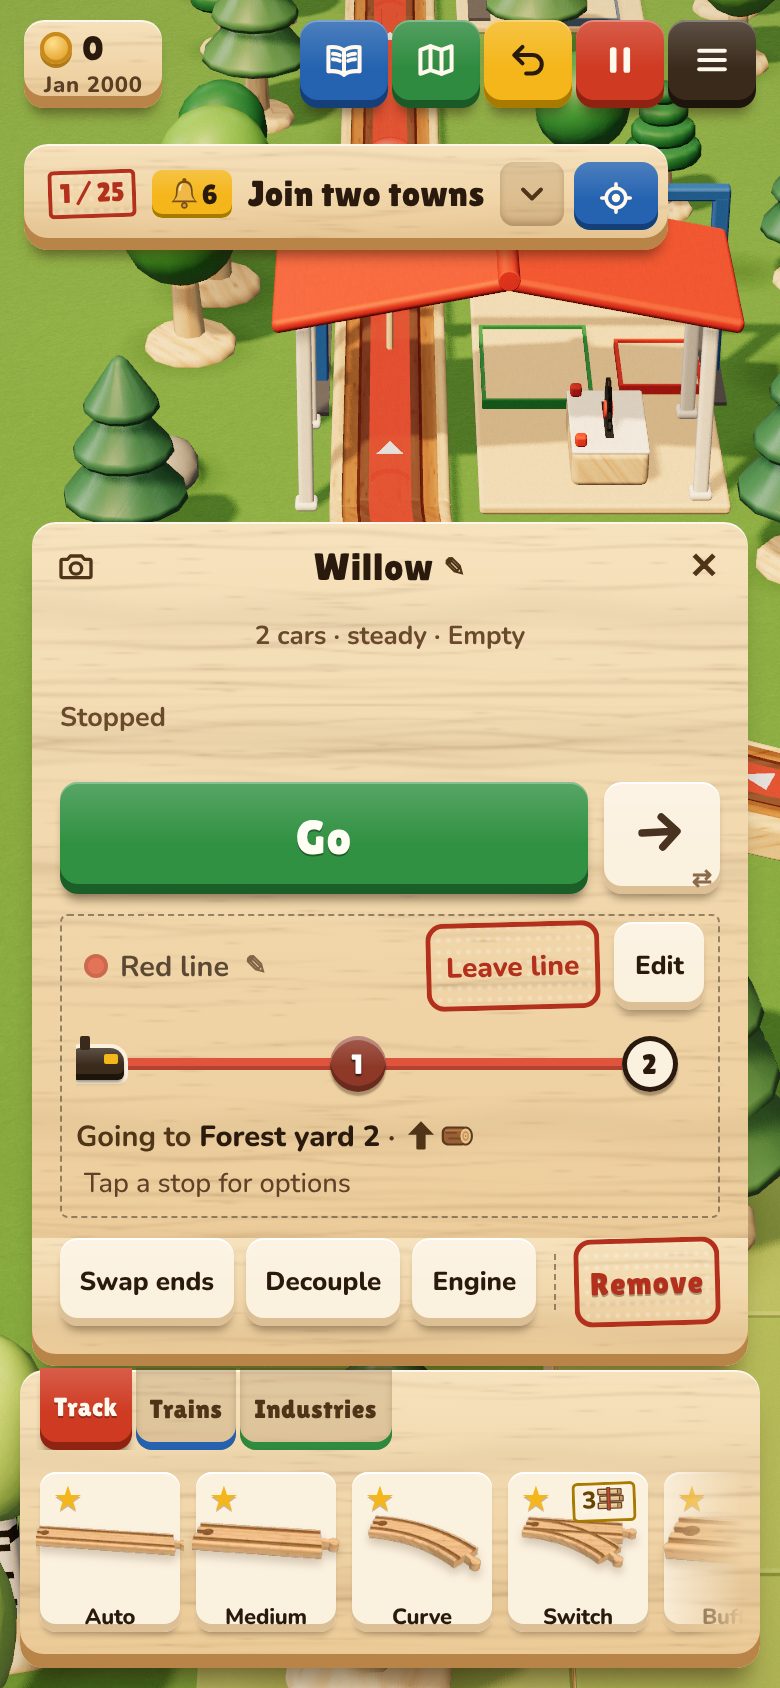 0
Jan 2000
1/25
6
Join two towns
Willow
2 cars · steady · Empty
Stopped
Go
Red line
Leave line
Edit
1
2
Going to Forest yard 2 ·
Tap a stop for options
Swap ends
Decouple
Engine
Remove
Track
Trains
Industries
3
Auto
Medium
Curve
Switch